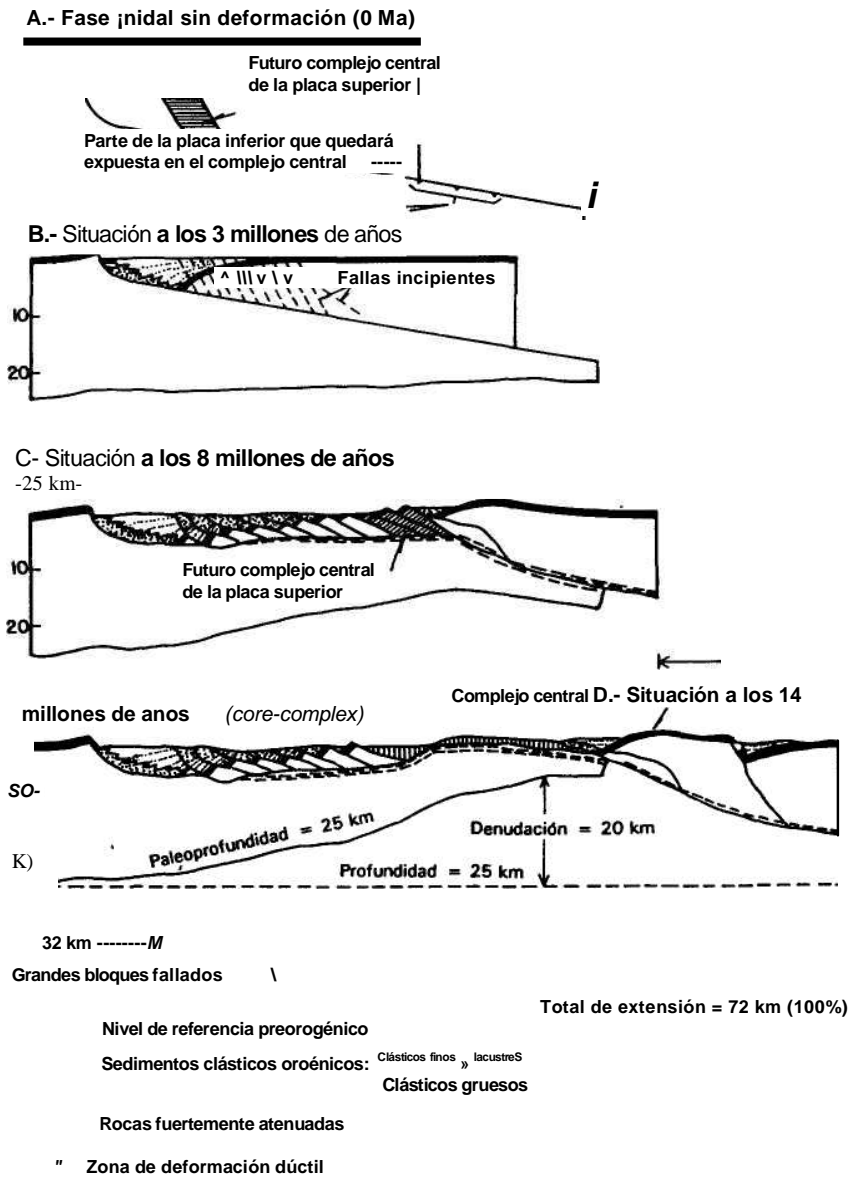 A.- Fase ¡nidal sin deformación (0 Ma)
Futuro complejo central
de la placa superior |
Parte de la placa inferior que quedará
expuesta en el complejo central -----
i
B.- Situación a los 3 millones de años
^ \||| v \ v Fallas incipientes
10
20
C- Situación a los 8 millones de años
-25 km-
Futuro complejo central
de la placa superior
10
20
Complejo central D.- Situación a los 14
millones de anos (core-complex)
SO-
Paleoprofundidad = 25 km
Denudación = 20 km
K)
Profundidad = 25 km
32 km --------M
Grandes bloques fallados \
Total de extensión = 72 km (100%)
Nivel de referencia preorogénico
Sedimentos clásticos oroénicos: Clásticos finos » lacustreS
Clásticos gruesos
Rocas fuertemente atenuadas
" Zona de deformación dúctil